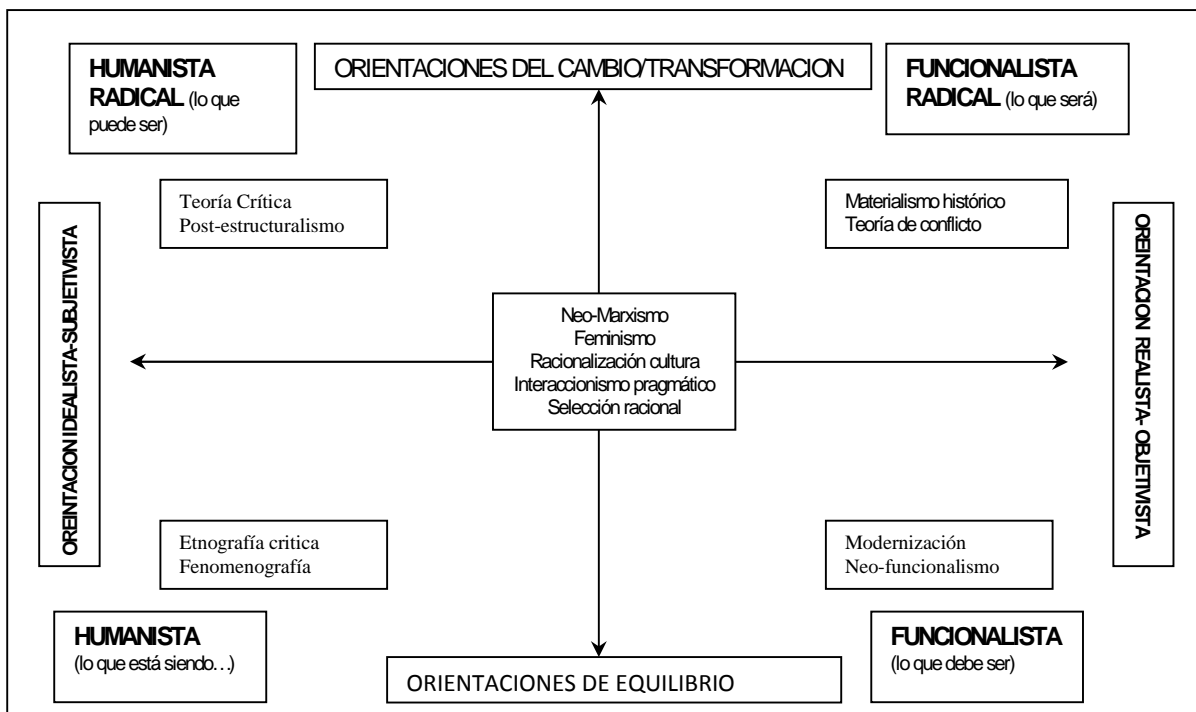 HUMANISTA
RADICAL (lo que
puede ser)
ORIENTACIONES DEL CAMBIO/TRANSFORMACION
FUNCIONALISTA
RADICAL (lo que será)
Teoría Crítica
Post-estructuralismo
Materialismo histórico
Teoría de conflicto
OREINTACION IDEALISTA-SUBJETIVISTA
Neo-Marxismo
Feminismo
Racionalización cultura
Interaccionismo pragmático
Selección racional
OREINTACION REALISTA- OBJETIVISTA
Etnografía critica
Fenomenografía
Modernización
Neo-funcionalismo
HUMANISTA
(lo que está siendo…)
ORIENTACIONES DE EQUILIBRIO
FUNCIONALISTA
(lo que debe ser)